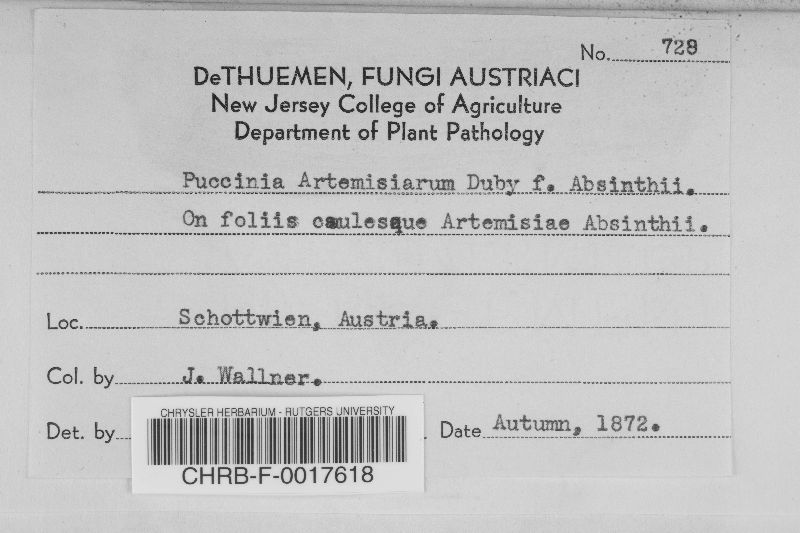 No. 728
DeTHUEMEN, FUNGI AUSTRIACI
New Jersey College of Agriculture
Department of Plant Pathology
Puccinia Artemisiarum Duby f. Absinthii.
On foliis caulesque Artemisiae Absinthii.
Loc. Schottwien, Austria.
Col. by J. Wallner.
Det. by . Date Autumn, 1872.
CHRYSLER HERBARIUM - RUTGERS UNIVERSITY
CHRB-F-0017618